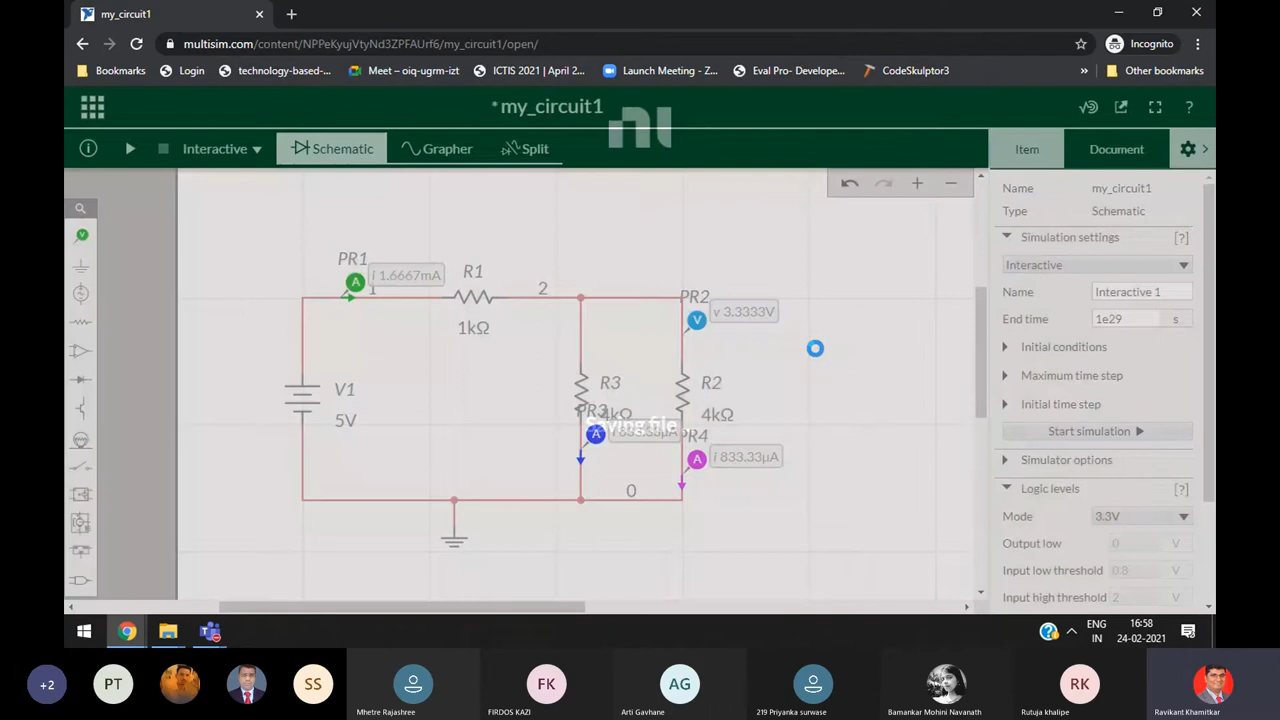 my_circuit1
multisim.com/content/NPPeKyujVtyNd3ZPFAUrf6/my_circuit1/open/
Incognito
Bookmarks
Login
technology-based-...
Meet – oiq-ugrm-izt
ICTIS 2021 | April 2...
Launch Meeting - Z...
Eval Pro- Develope...
CodeSkulptor3
»
Other bookmarks
*my_circuit1
Interactive
Schematic
Grapher
Split
Item
Document
Name my_circuit1
Type Schematic
Simulation settings [?]
Interactive
Name Interactive 1
End time 1e29 s
Initial conditions
Maximum time step
Initial time step
Start simulation
Simulator options
Logic levels [?]
Mode 3.3V
Output low 0 V
Input low threshold 0.8 V
Input high threshold 2 V
PR1
A
i 1.6667mA
1
R1
1kΩ
2
PR2
V
v 3.3333V
V1
5V
R3
4kΩ
R2
4kΩ
PR3
A
i 833.33µA
Saving file ...
PR4
A
i 833.33µA
0
ENG
IN
16:58
24-02-2021
+2
PT
SS
Mhetre Rajashree
FK
FIRDOS KAZI
AG
Arti Gavhane
219 Priyanka surwase
Bamankar Mohini Navanath
RK
Rutuja khalipe
Ravikant Khamitkar